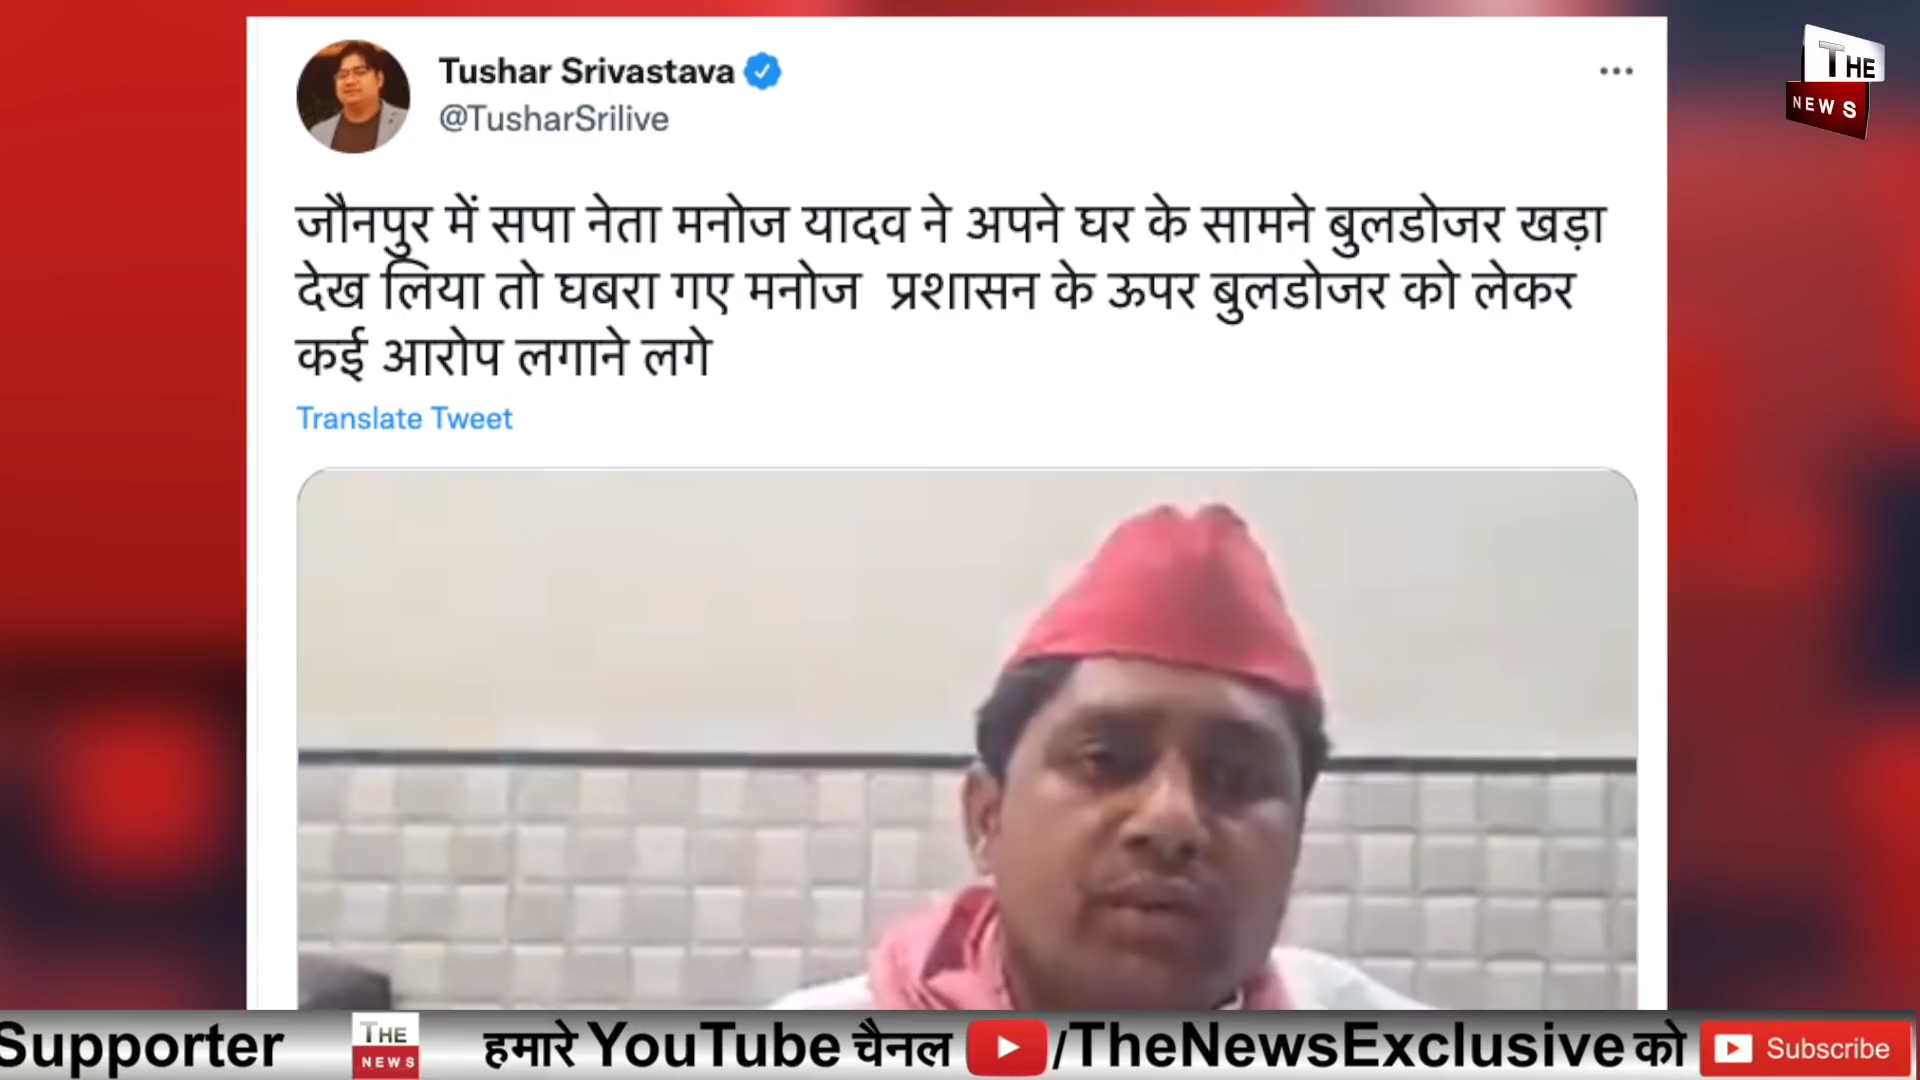 Tushar Srivastava
@TusharSrilive
THE
NEWS
जौनपुर में सपा नेता मनोज यादव ने अपने घर के सामने बुलडोजर खड़ा
देख लिया तो घबरा गए मनोज प्रशासन के ऊपर बुलडोजर को लेकर
कई आरोप लगाने लगे
Translate Tweet
Supporter THE NEWS हमारे YouTube चैनल /TheNewsExclusive को Subscribe